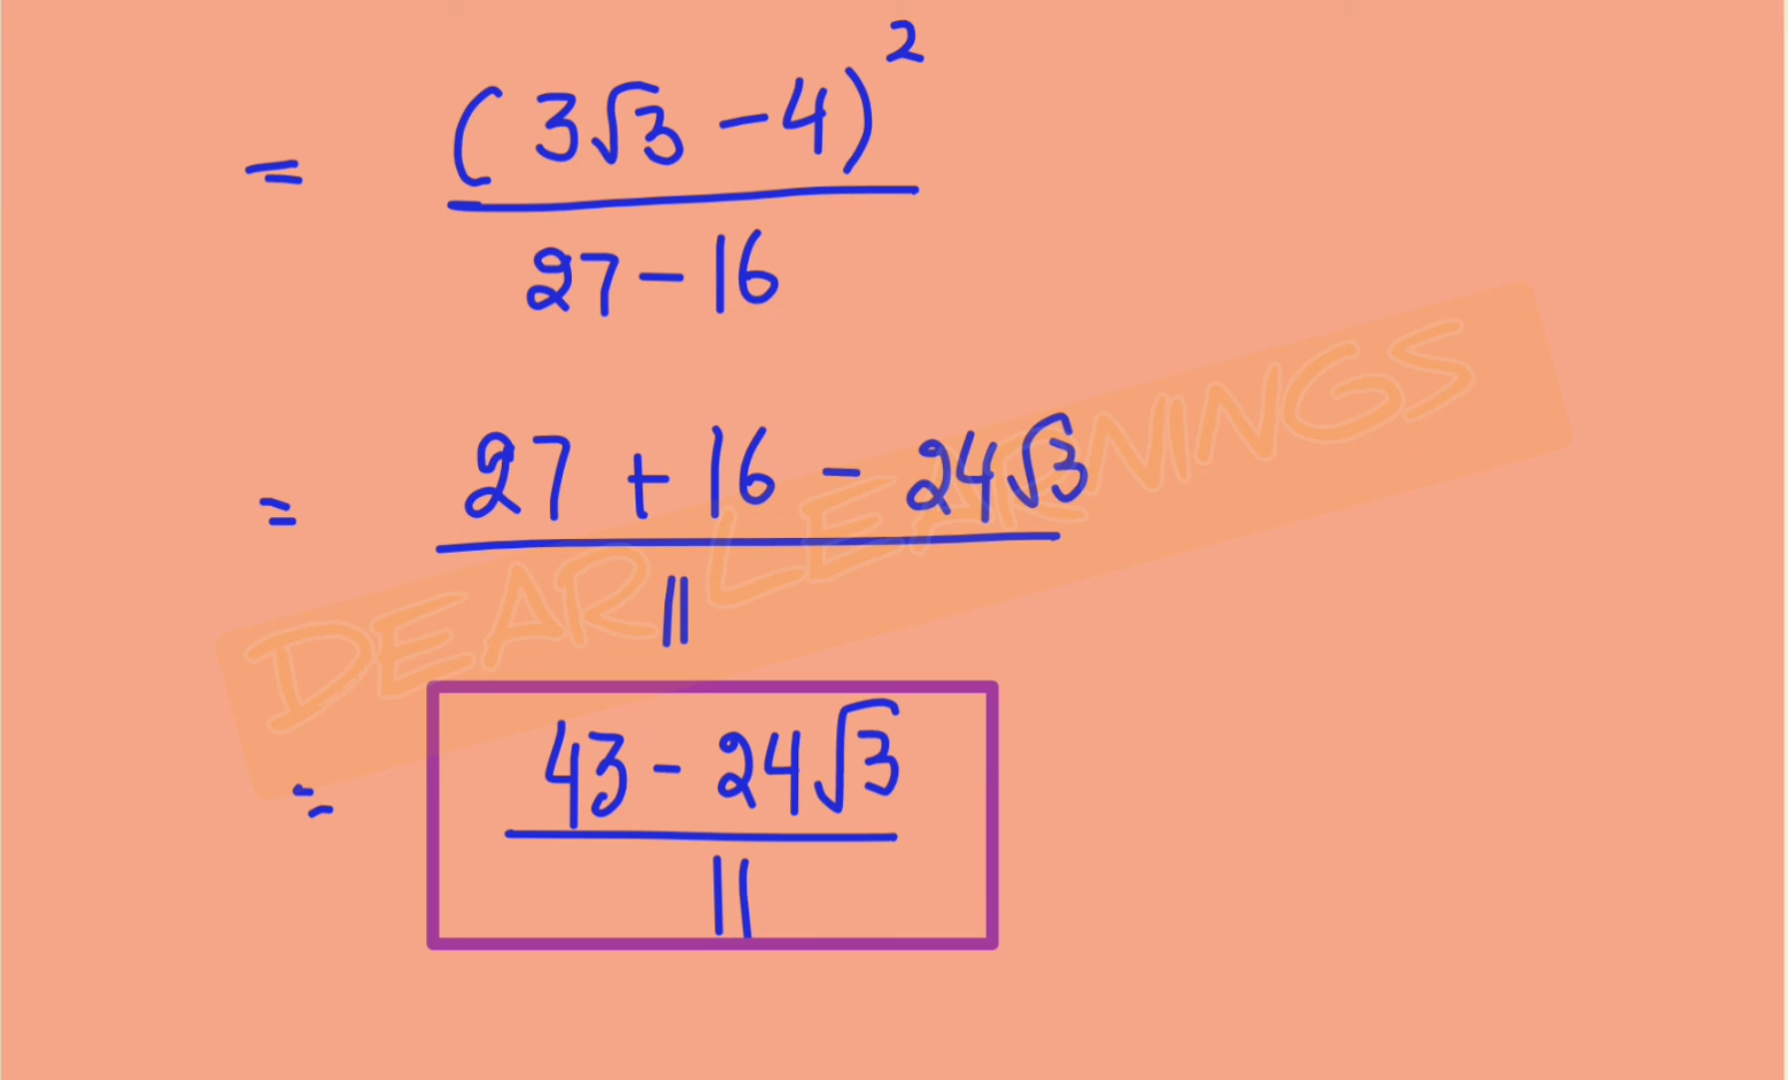 = (3√3 - 4)²
27 - 16
= 27 + 16 - 24√3
11
= 43 - 24√3
11
DEAR LEARNINGS